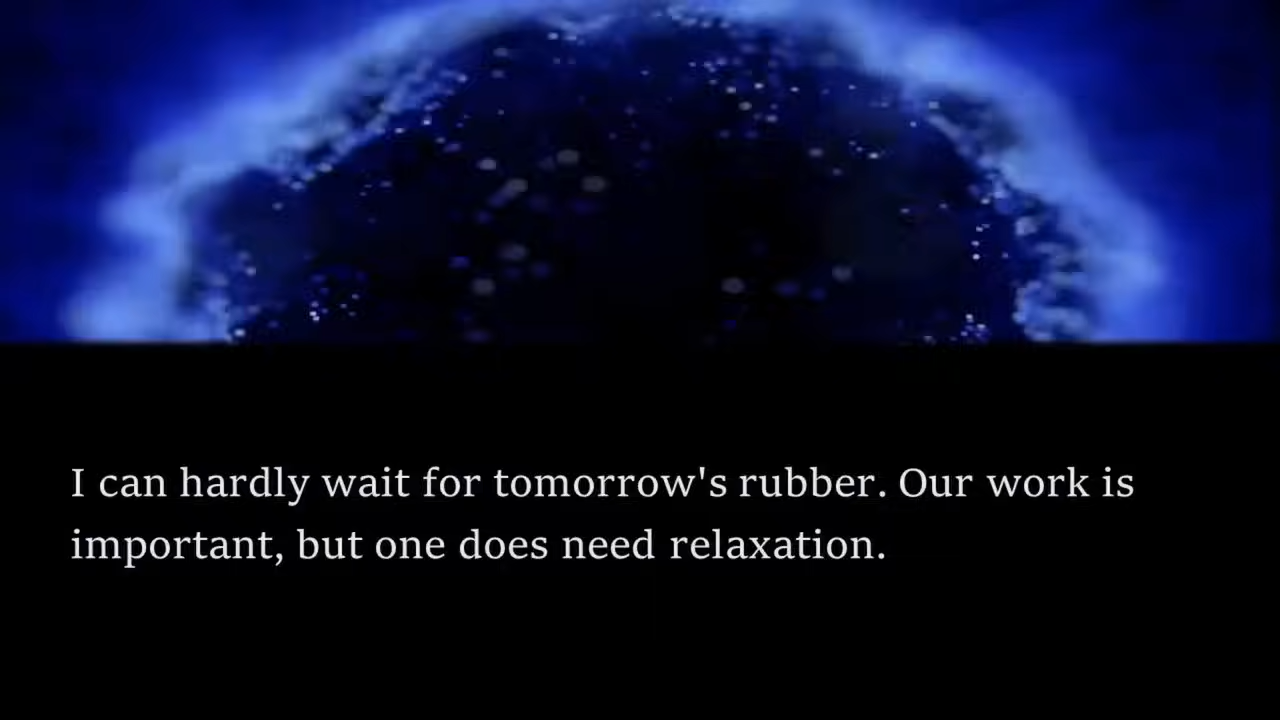 I can hardly wait for tomorrow's rubber. Our work is
important, but one does need relaxation.